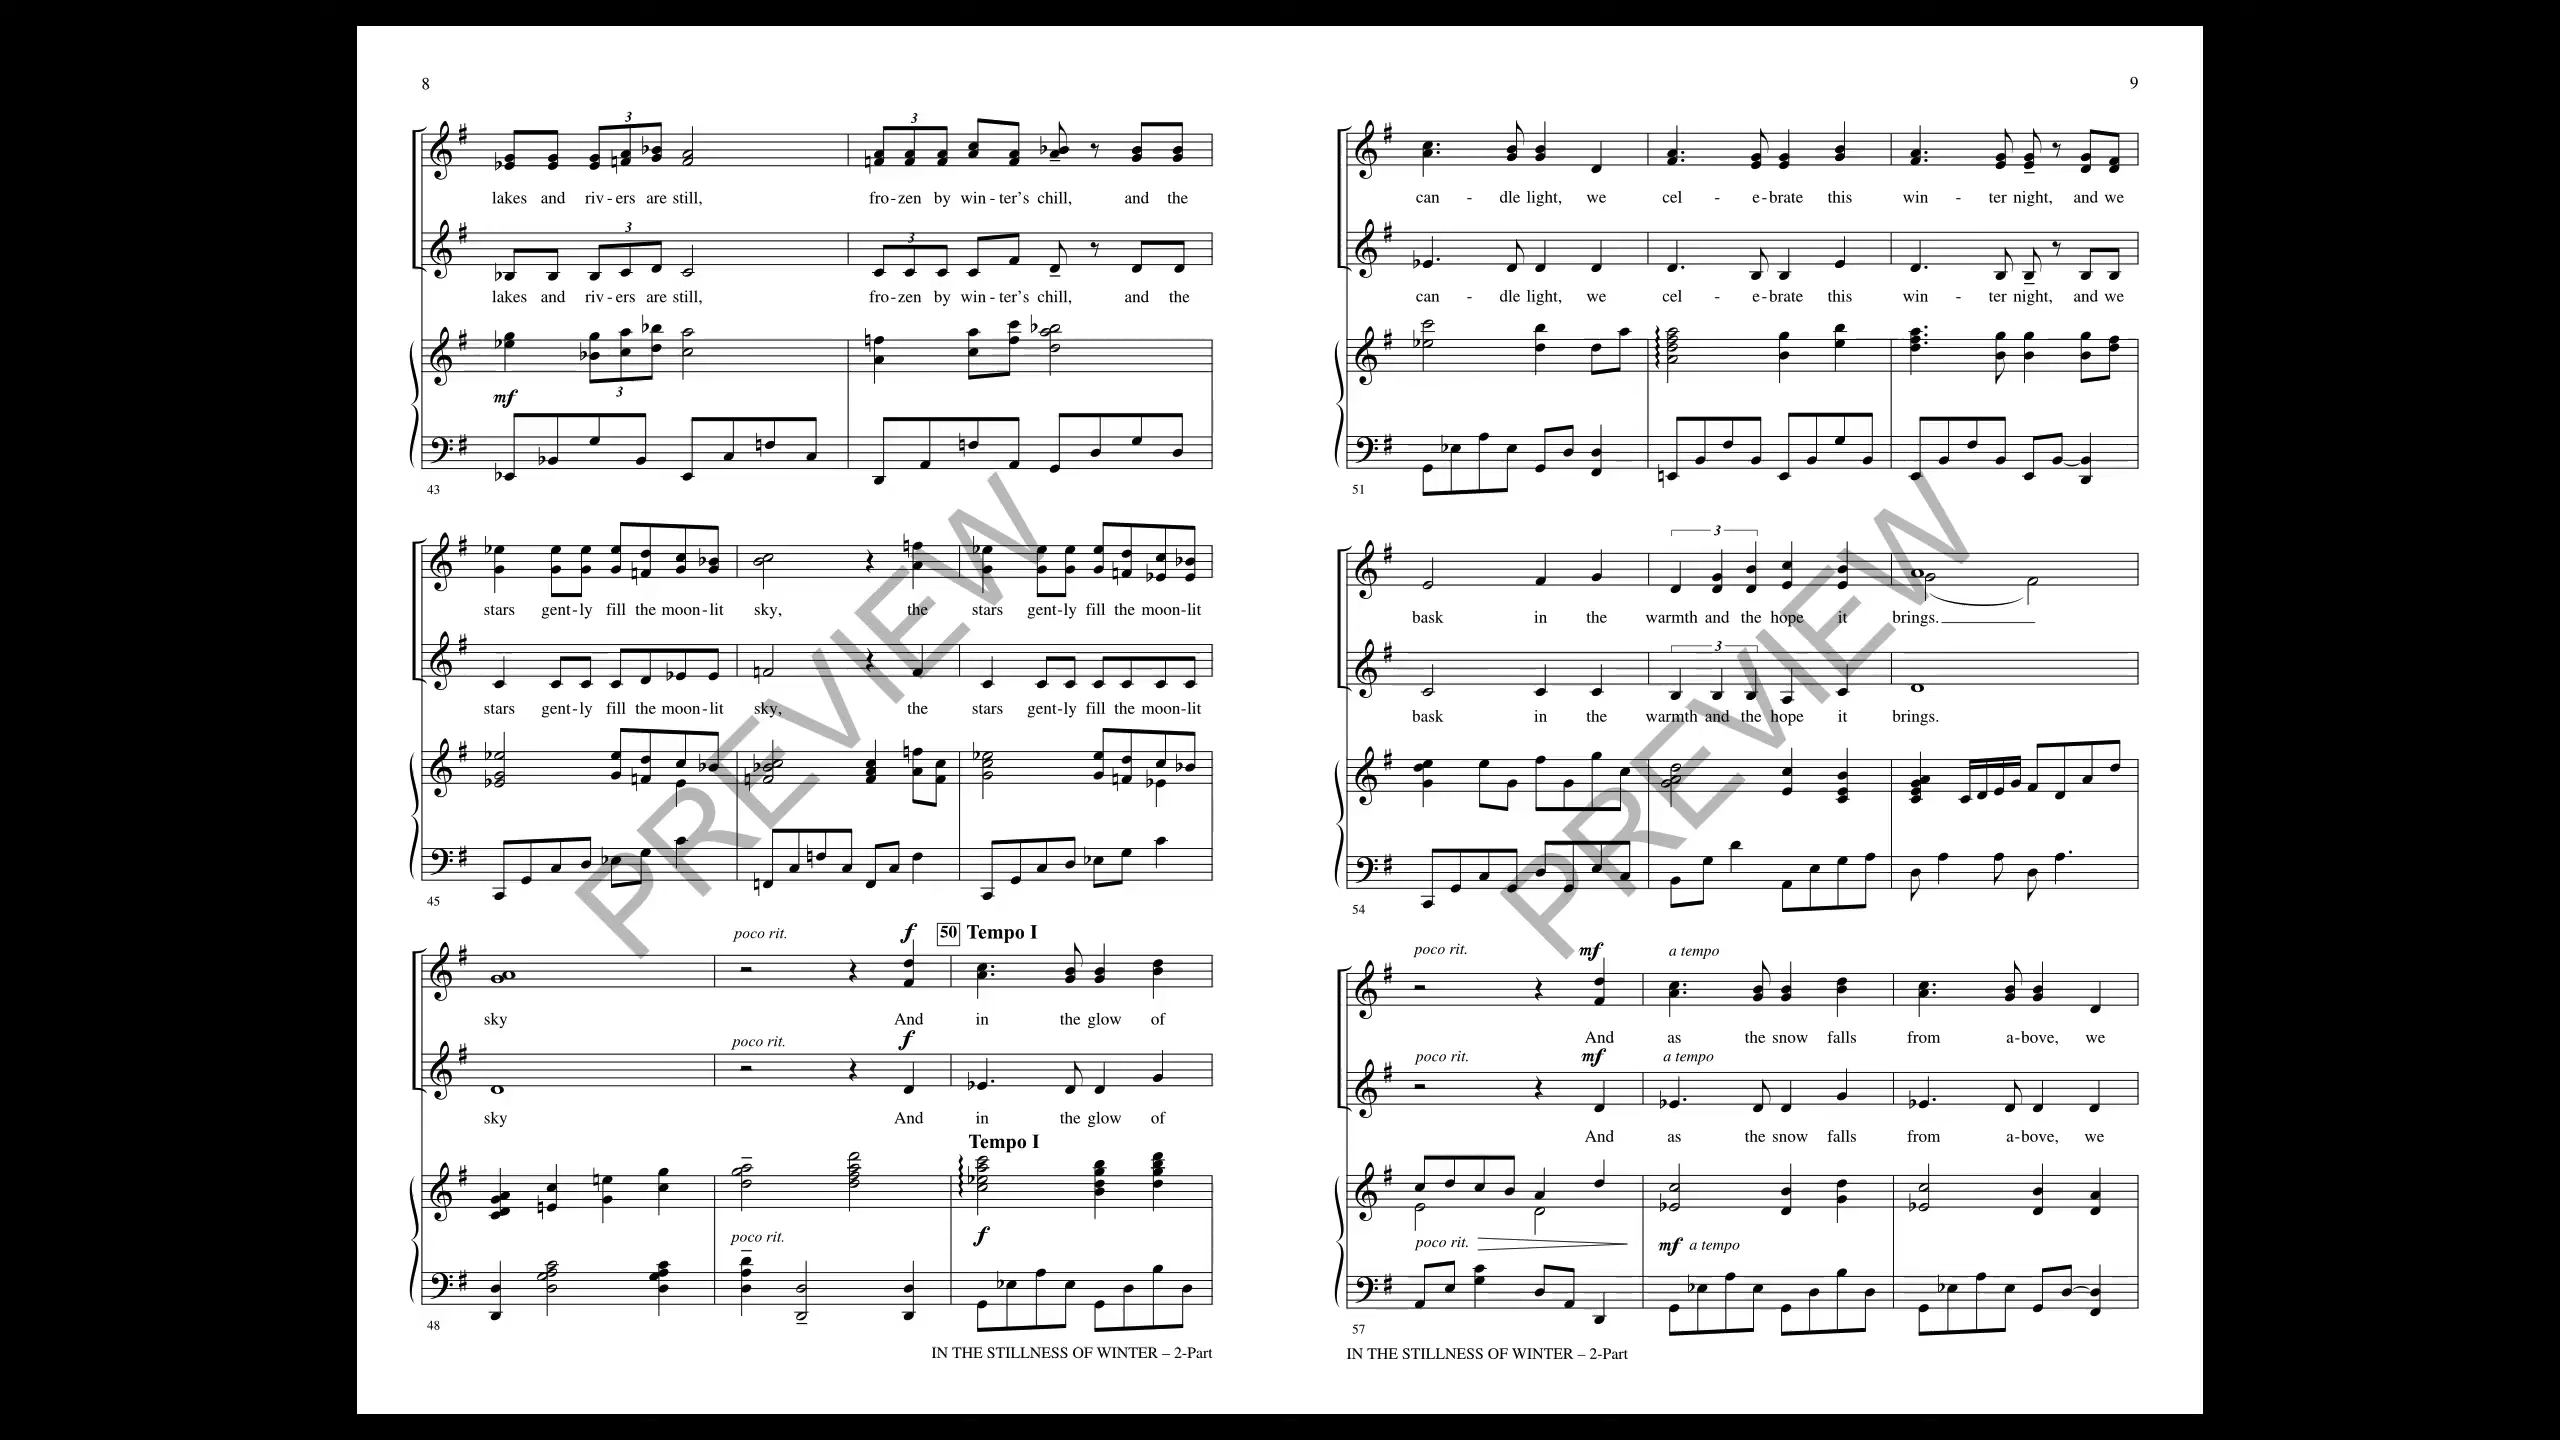 8
3
3
lakes and riv - ers are still, fro - zen by win - ter's chill, and the
3
3
lakes and riv - ers are still, fro - zen by win - ter's chill, and the
mf
3
43
stars gent - ly fill the moon - lit sky, the stars gent - ly fill the moon - lit
stars gent - ly fill the moon - lit sky, the stars gent - ly fill the moon - lit
45
poco rit. f 50 Tempo I
sky And in the glow of
poco rit. f
sky And in the glow of
Tempo I
poco rit. f
48
IN THE STILLNESS OF WINTER – 2-Part
PREVIEW
9
can - dle light, we cel - e - brate this win - ter night, and we
can - dle light, we cel - e - brate this win - ter night, and we
51
3
bask in the warmth and the hope it brings.
3
bask in the warmth and the hope it brings.
54
poco rit. mf a tempo
And as the snow falls from a - bove, we
poco rit. mf a tempo
And as the snow falls from a - bove, we
poco rit. mf a tempo
57
IN THE STILLNESS OF WINTER – 2-Part
PREVIEW